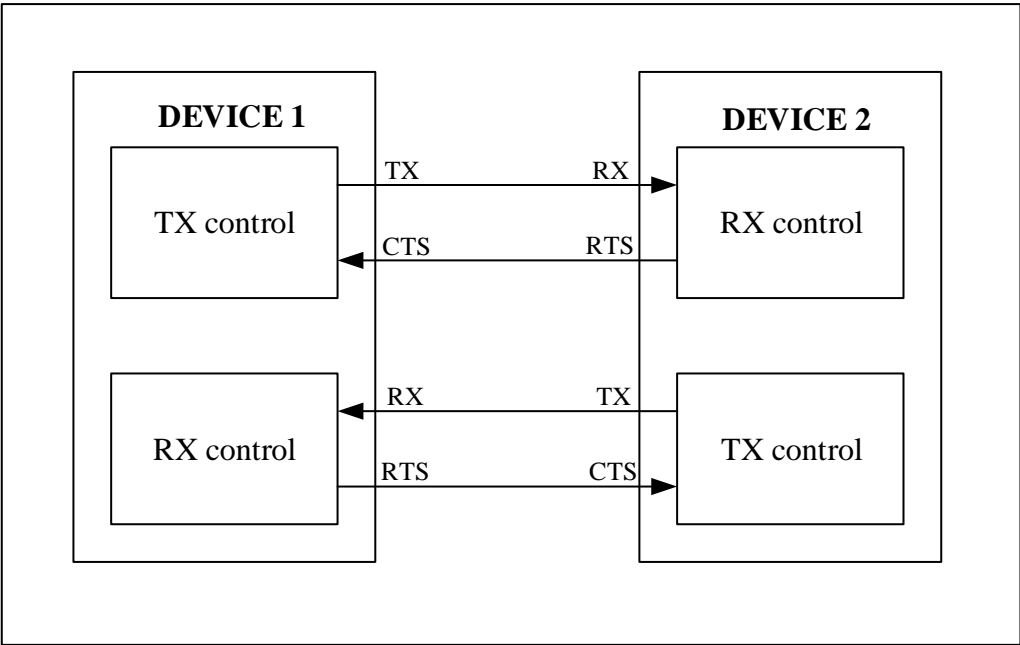 DEVICE 1
DEVICE 2
TX
RX
TX control
RX control
CTS
RTS
RX
TX
RX control
TX control
RTS
CTS